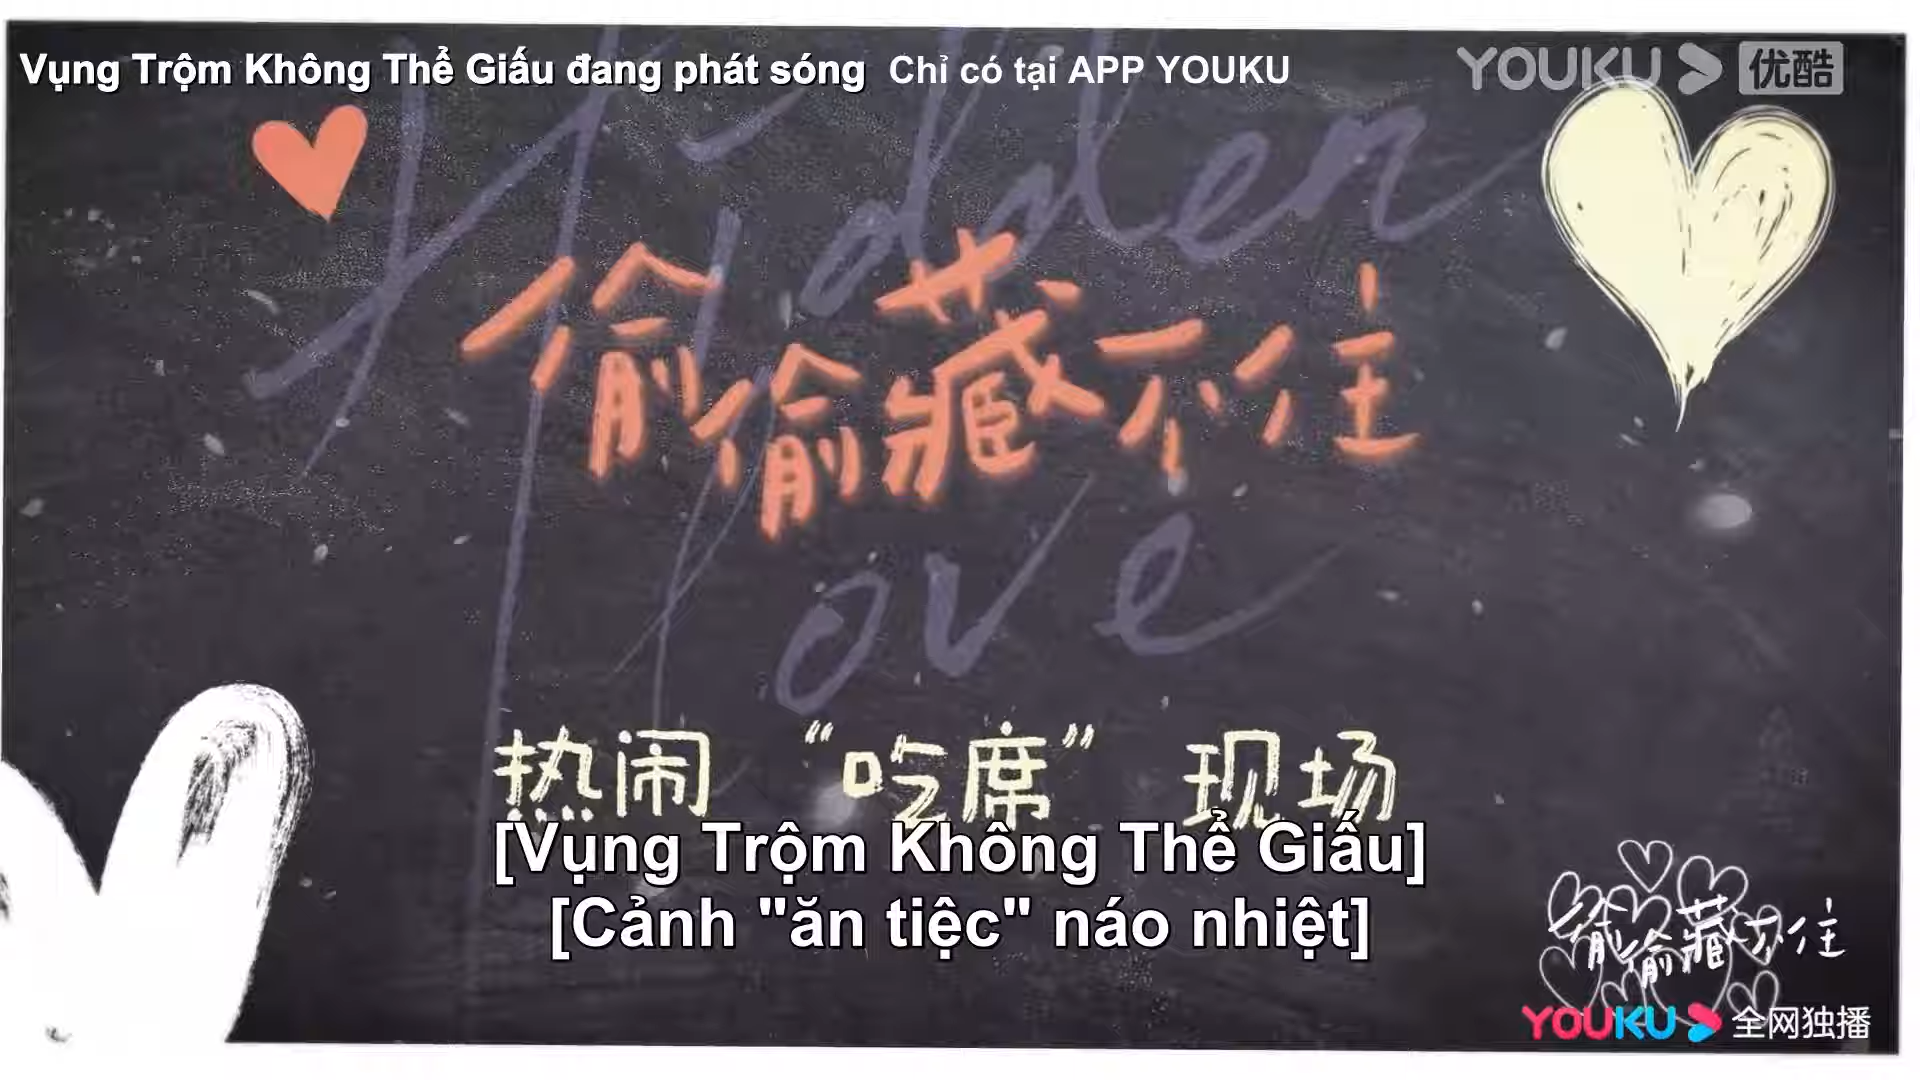 Vụng Trộm Không Thể Giấu đang phát sóng Chỉ có tại APP YOUKU
YOUKU 优酷
Hidden
偷偷藏不住
Love
热闹 “吃席” 现场
[Vụng Trộm Không Thể Giấu]
[Cảnh "ăn tiệc" náo nhiệt]
偷偷藏不住
YOUKU 全网独播